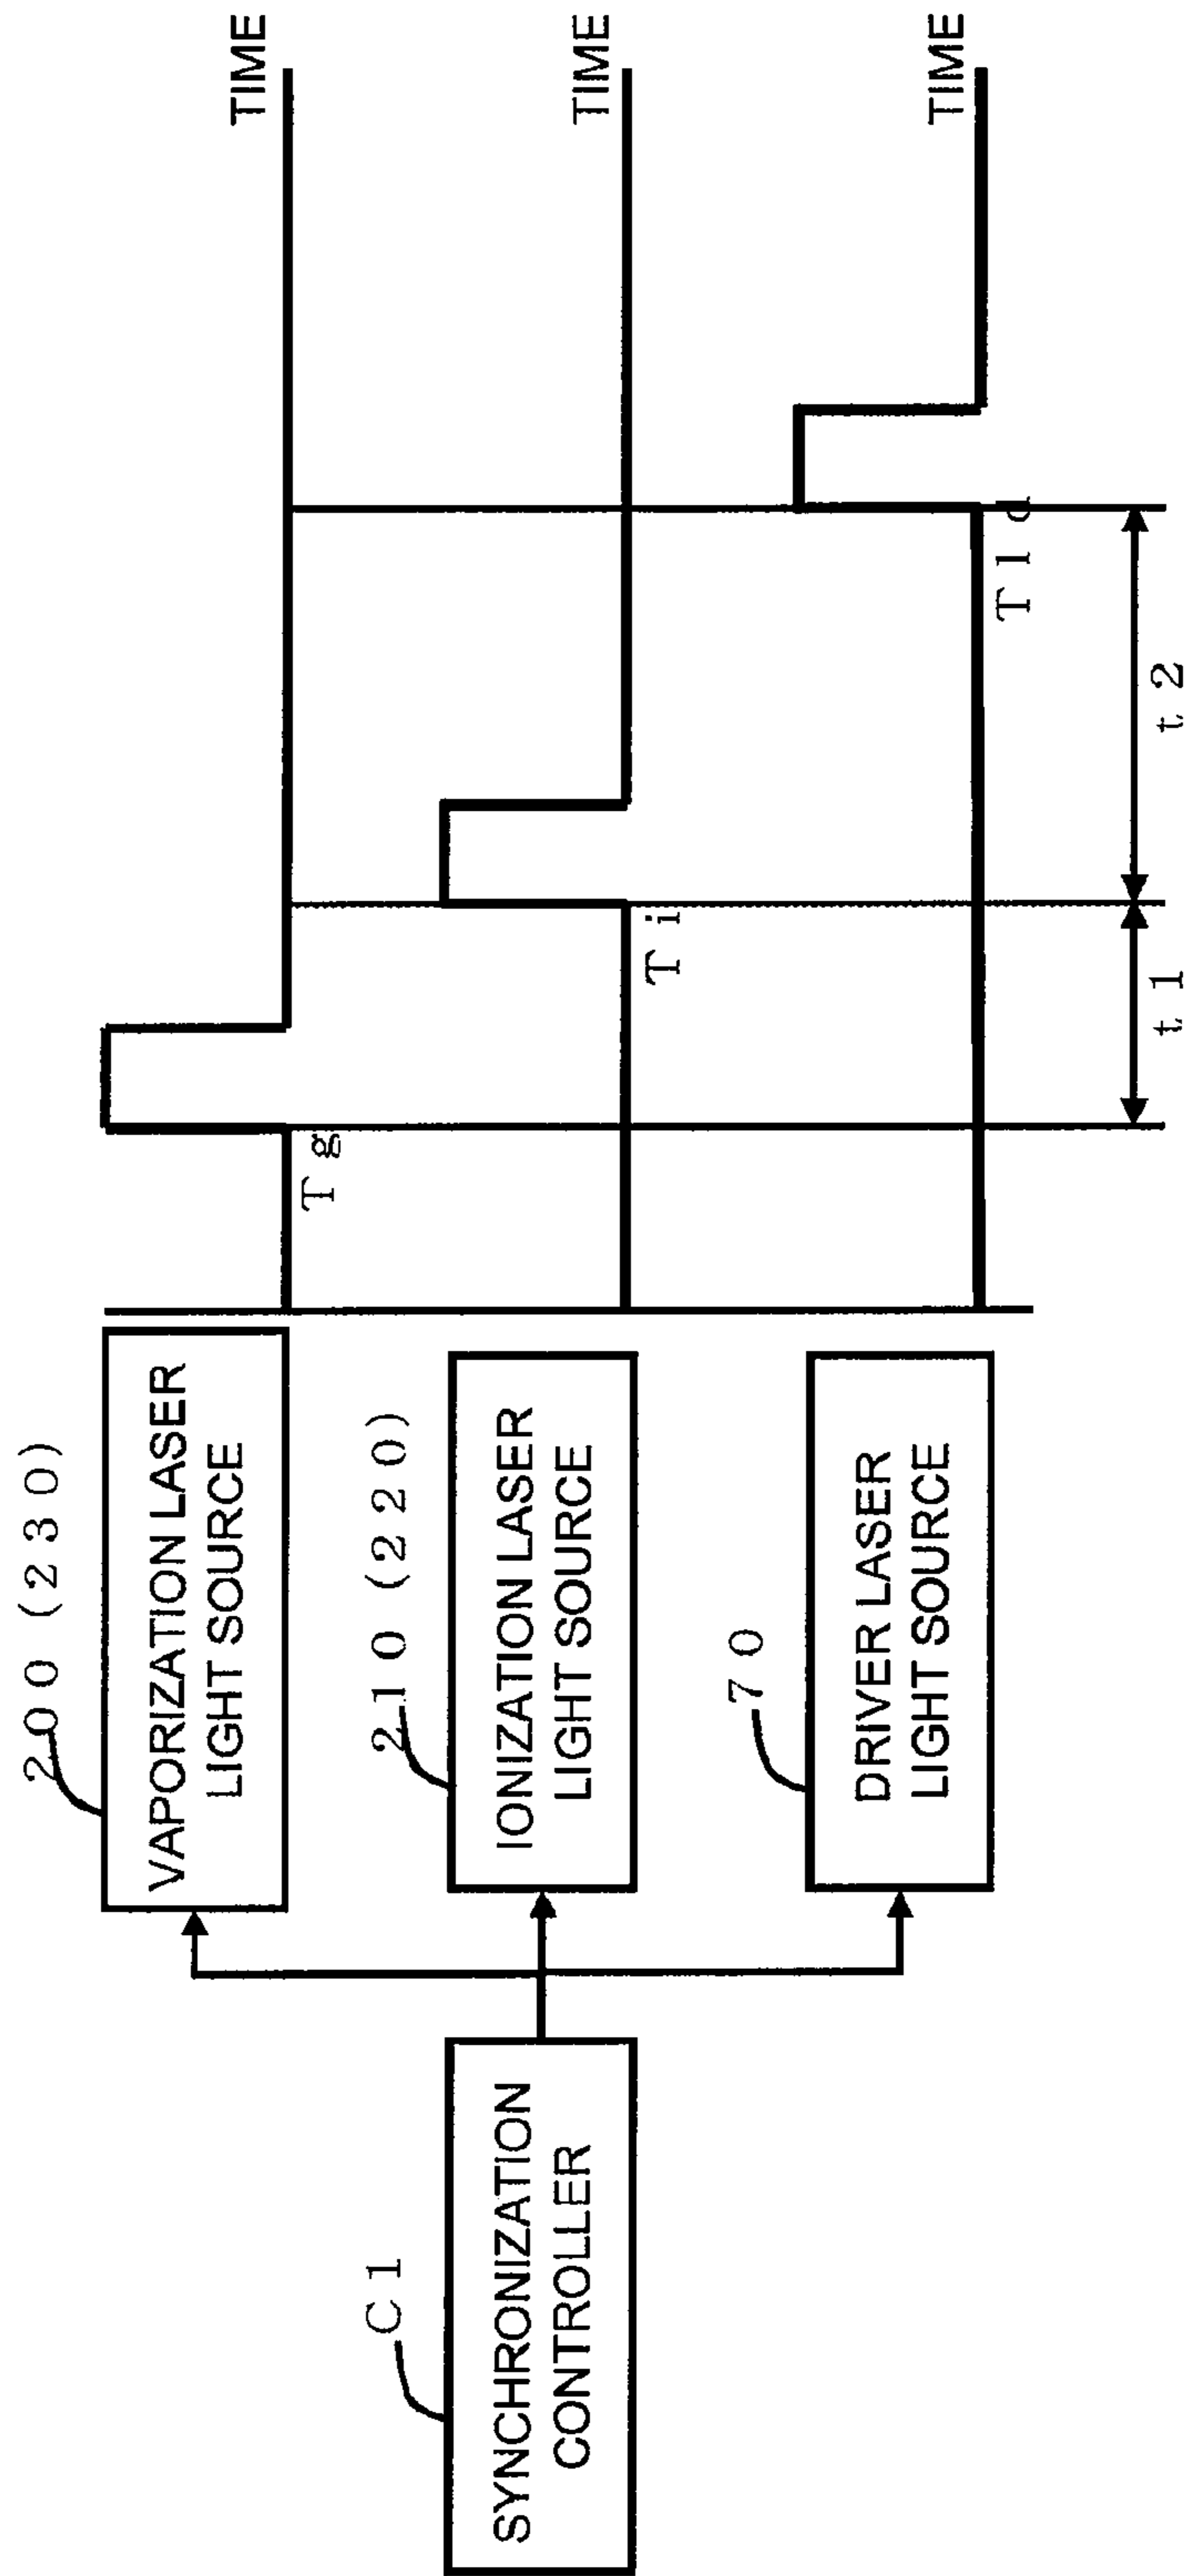 C1
SYNCHRONIZATION
CONTROLLER
200 (230)
VAPORIZATION LASER
LIGHT SOURCE
210 (220)
IONIZATION LASER
LIGHT SOURCE
70
DRIVER LASER
LIGHT SOURCE
Tg
TIME
Ti
TIME
Tld
TIME
t1
t2